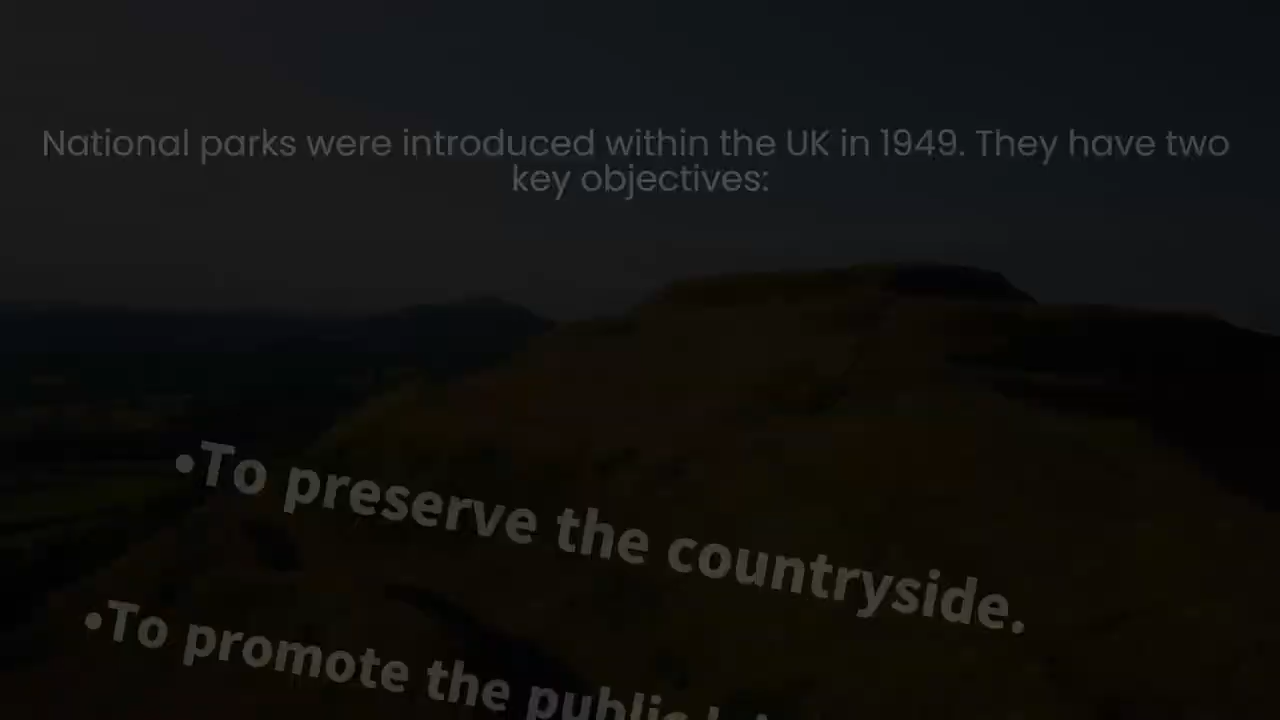 National parks were introduced within the UK in 1949. They have two
key objectives:
•To preserve the countryside.
•To promote the public